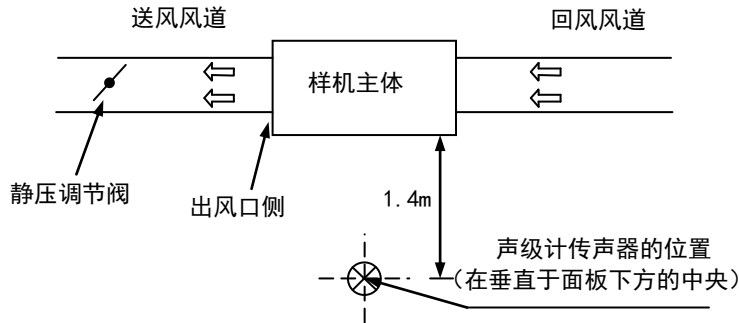 送风风道
回风风道
样机主体
静压调节阀
出风口侧
1.4m
声级计传声器的位置
（在垂直于面板下方的中央）